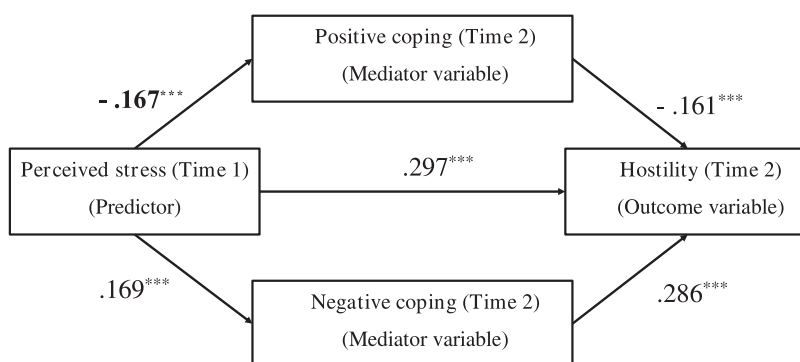 Positive coping (Time 2)
(Mediator variable)
- .167***
- .161***
Perceived stress (Time 1)
(Predictor)
.297***
Hostility (Time 2)
(Outcome variable)
.169***
.286***
Negative coping (Time 2)
(Mediator variable)